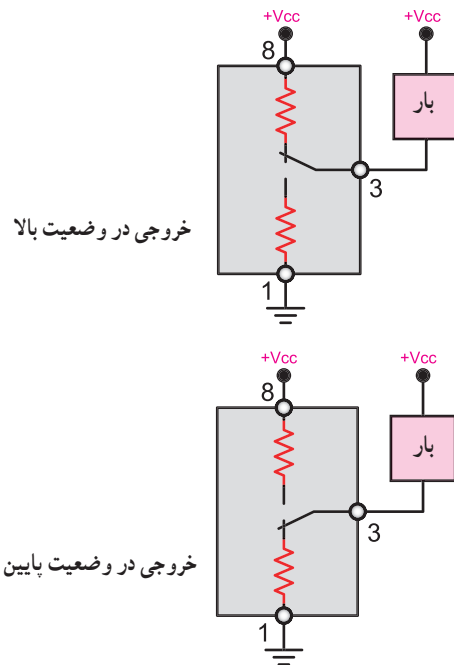 +Vcc +Vcc
8
بار
3
خروجی در وضعیت بالا
1
+Vcc +Vcc
8
بار
3
خروجی در وضعیت پایین
1